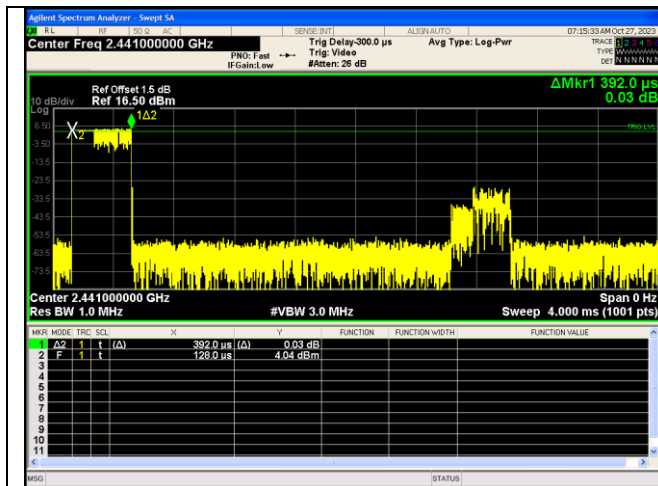 Agilent Spectrum Analyzer - Swept SA
RL RF 50 Ω AC SENSE:INT ALIGN AUTO 07:15:33 AM Oct 27, 2023
Center Freq 2.441000000 GHz
PNO: Fast
IFGain:Low
Trig Delay-300.0 µs
Trig: Video
#Atten: 26 dB
Avg Type: Log-Pwr
TRACE 1 2 3 4 5 6
TYPE
DET N N N N N N
ΔMkr1 392.0 µs
0.03 dB
Ref Offset 1.5 dB
Ref 16.50 dBm
10 dB/div
Log
1Δ2
6.50
X2
TRIG LVL
-3.50
-13.5
-23.5
-33.5
-43.5
-53.5
-63.5
-73.5
Center 2.441000000 GHz
Span 0 Hz
Res BW 1.0 MHz
#VBW 3.0 MHz
Sweep 4.000 ms (1001 pts)
MKR MODE TRC SCL X Y FUNCTION FUNCTION WIDTH FUNCTION VALUE
1 Δ2 1 t (Δ) 392.0 µs (Δ) 0.03 dB
2 F 1 t 128.0 µs 4.04 dBm
3
4
5
6
7
8
9
10
11
MSG STATUS